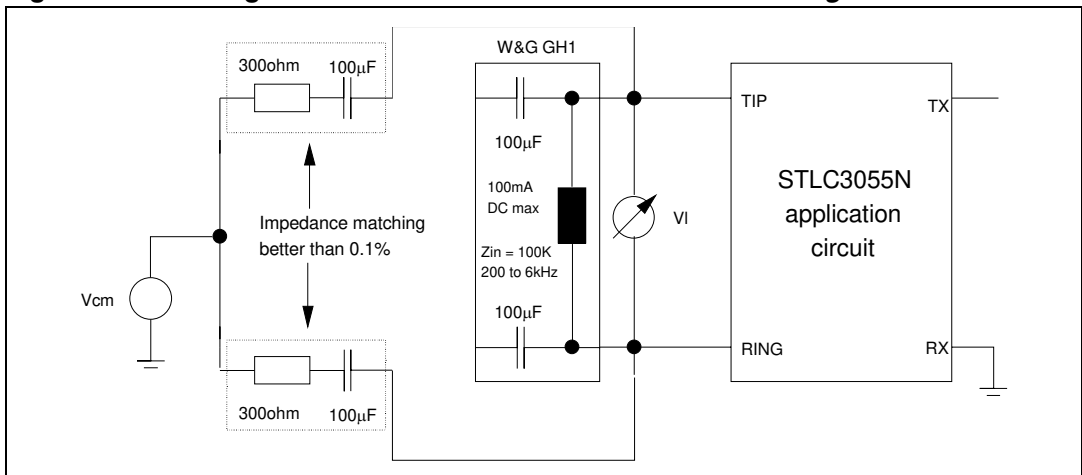 W&G GH1
300ohm
100μF
TIP
TX
100μF
100mA
DC max
STLC3055N
application
circuit
VI
Impedance matching
better than 0.1%
Zin = 100K
200 to 6kHz
Vcm
100μF
RING
RX
300ohm
100μF